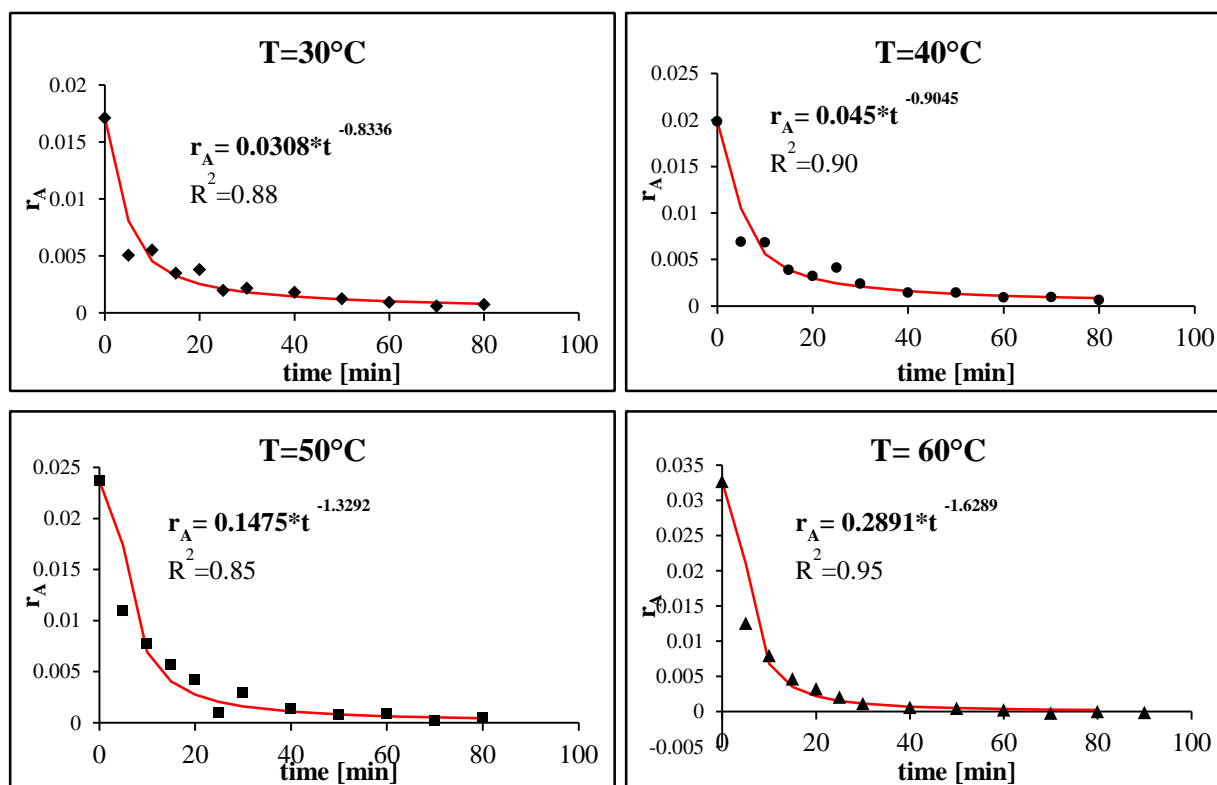 T=30°C
0.02
0.015
0.01
0.005
0
r_A
r_A= 0.0308*t^-0.8336
R^2=0.88
0 20 40 60 80 100
time [min]
T=40°C
0.025
0.02
0.015
0.01
0.005
0
r_A
r_A= 0.045*t^-0.9045
R^2=0.90
0 20 40 60 80 100
time [min]
T=50°C
0.025
0.02
0.015
0.01
0.005
0
r_A
r_A= 0.1475*t^-1.3292
R^2=0.85
0 20 40 60 80 100
time [min]
T= 60°C
0.035
0.03
0.025
0.02
0.015
0.01
0.005
0
-0.005
r_A
r_A= 0.2891*t^-1.6289
R^2=0.95
0 20 40 60 80 100
time [min]